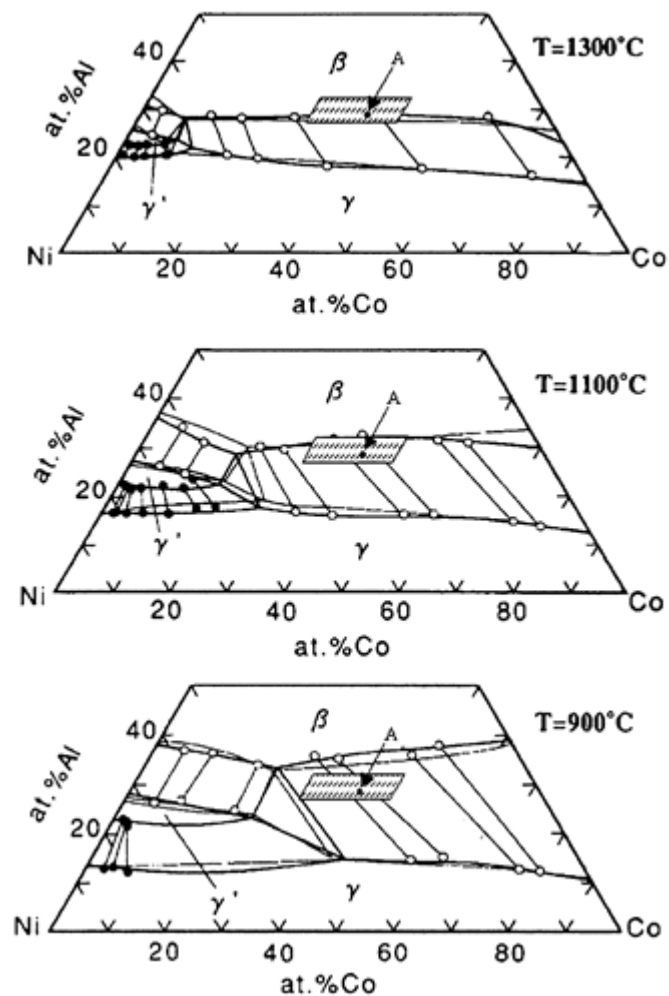 T=1300°C
40
β
A
at.%Al
20
γ'
γ
Ni
Co
20
40
60
80
at.%Co
T=1100°C
40
β
A
at.%Al
20
γ'
γ
Ni
Co
20
40
60
80
at.%Co
T=900°C
40
β
A
at.%Al
20
γ'
γ
Ni
Co
20
40
60
80
at.%Co